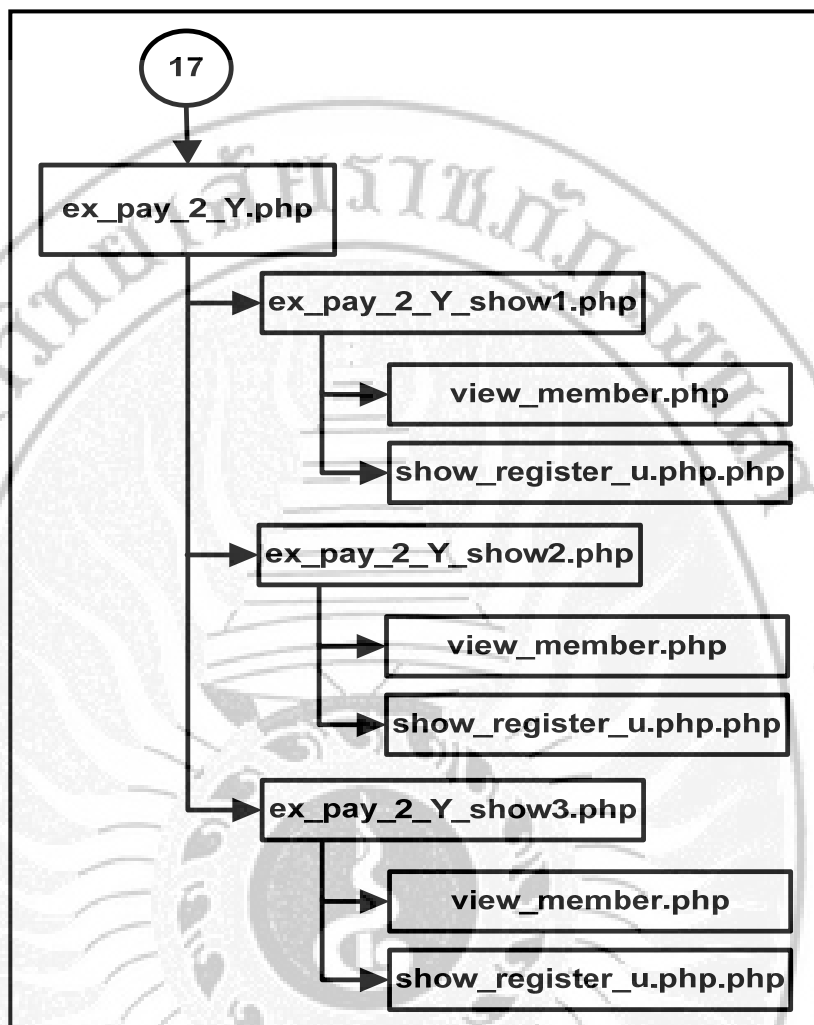 17
ex_pay_2_Y.php
ex_pay_2_Y_show1.php
view_member.php
show_register_u.php.php
ex_pay_2_Y_show2.php
view_member.php
show_register_u.php.php
ex_pay_2_Y_show3.php
view_member.php
show_register_u.php.php